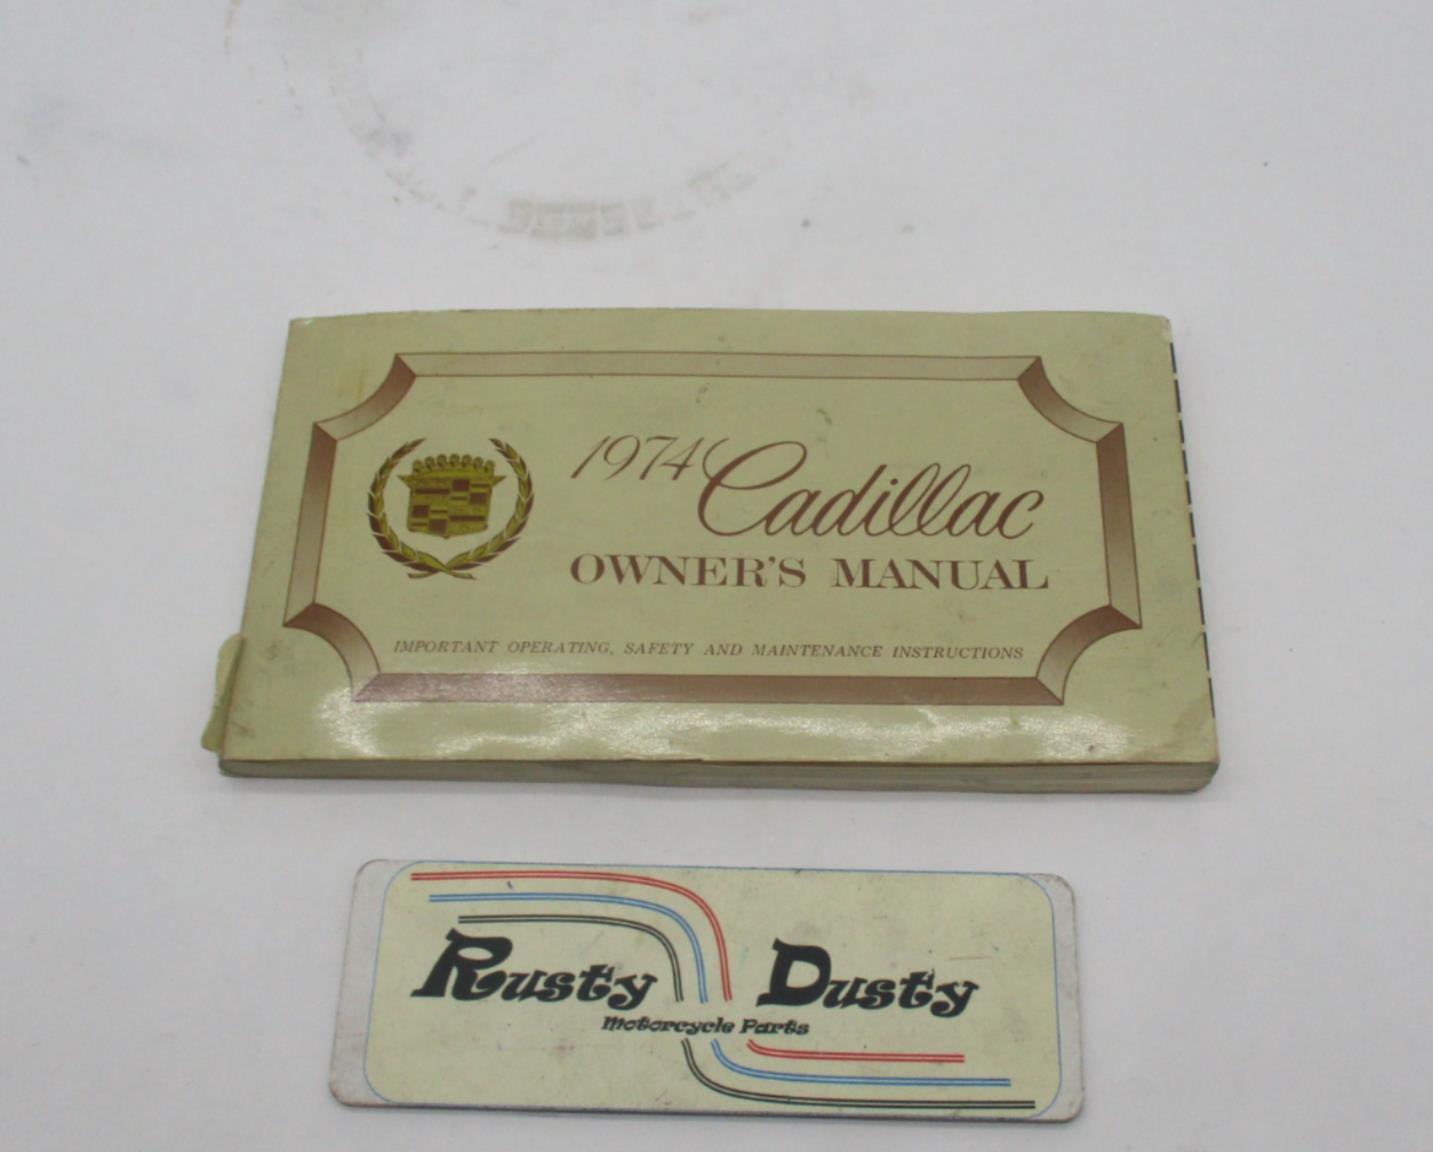 1974 Cadillac
OWNER'S MANUAL
IMPORTANT OPERATING, SAFETY AND MAINTENANCE INSTRUCTIONS
Rusty Dusty
Motorcycle Parts